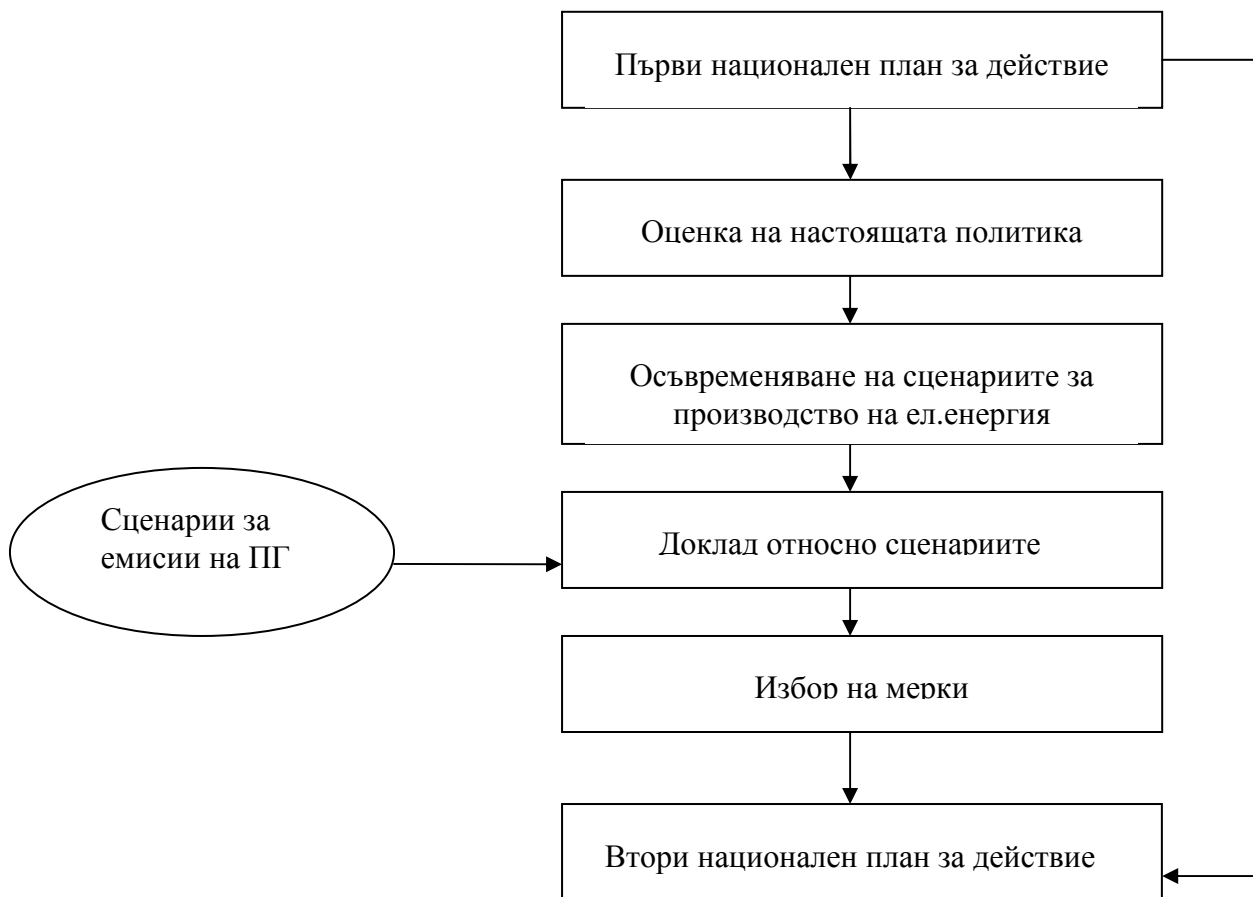 Първи национален план за действие
Оценка на настоящата политика
Осъвременяване на сценариите за
производство на ел.енергия
Сценарии за
емисии на ПГ
Доклад относно сценариите
Избор на мерки
Втори национален план за действие